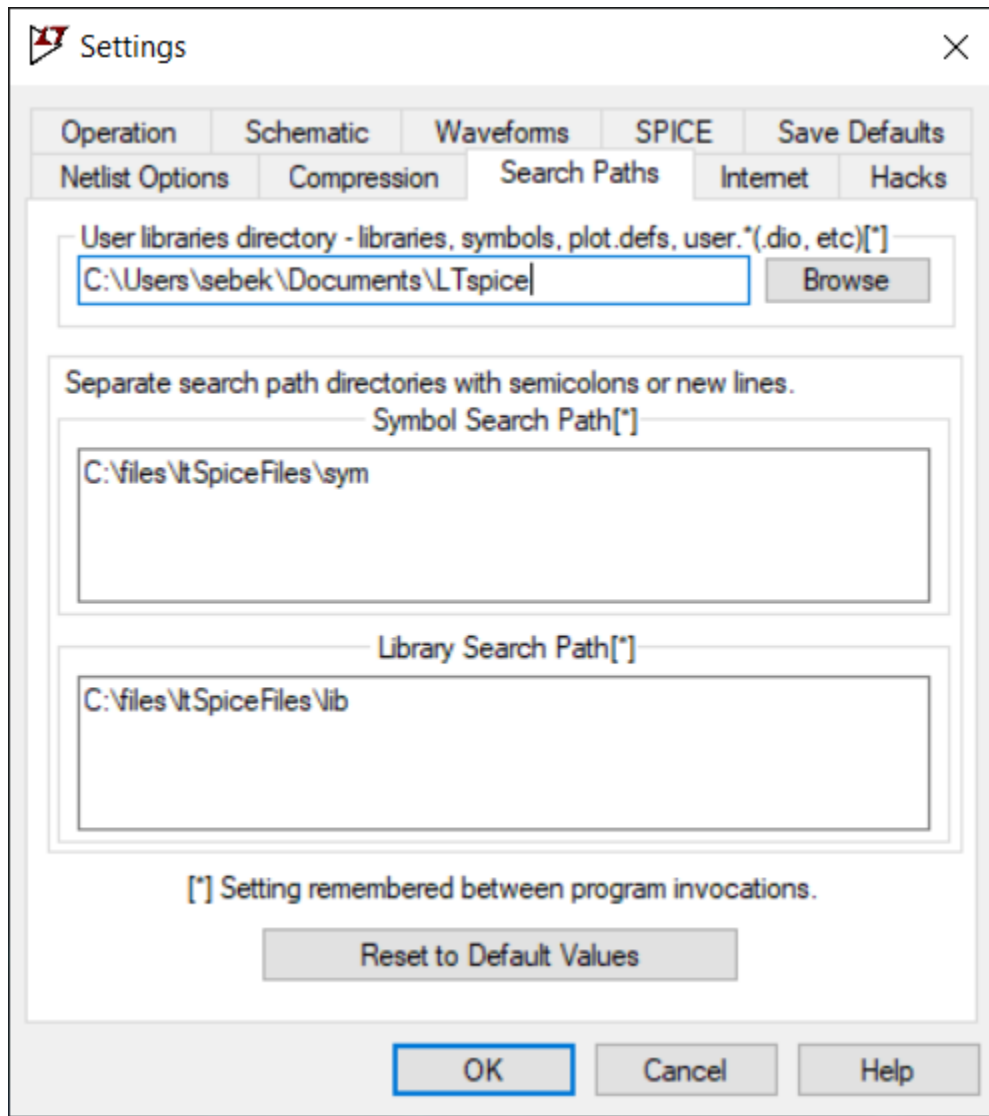 Settings
Operation Schematic Waveforms SPICE Save Defaults
Netlist Options Compression Search Paths Internet Hacks
User libraries directory - libraries, symbols, plot.defs, user.*(.dio, etc)[*]
C:\Users\sebek\Documents\LTspice Browse
Separate search path directories with semicolons or new lines.
Symbol Search Path[*]
C:\files\ltSpiceFiles\sym
Library Search Path[*]
C:\files\ltSpiceFiles\lib
[*] Setting remembered between program invocations.
Reset to Default Values
OK Cancel Help